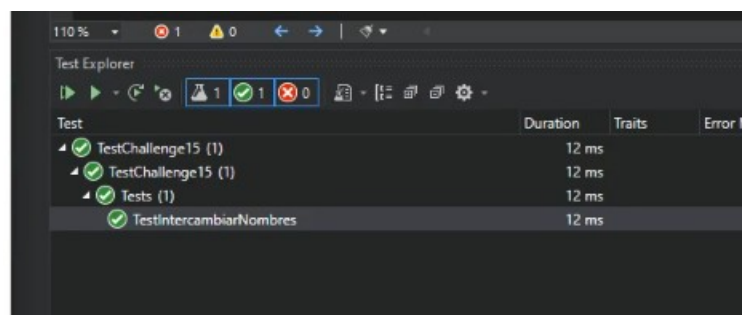 110 % 1 0
Test Explorer
1 1 0
Test Duration Traits Error
TestChallenge15 (1) 12 ms
TestChallenge15 (1) 12 ms
Tests (1) 12 ms
TestIntercambiarNombres 12 ms